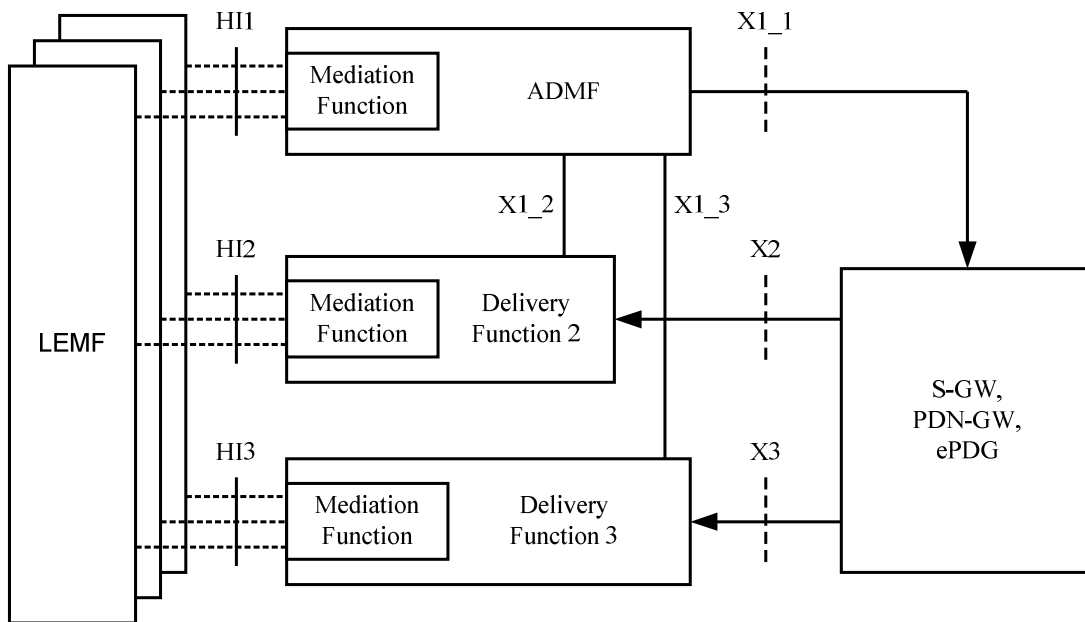 HI1
X1_1
Mediation
Function
ADMF
X1_2
X1_3
HI2
X2
Mediation
Function
Delivery
Function 2
LEMF
S-GW,
PDN-GW,
ePDG
HI3
X3
Mediation
Function
Delivery
Function 3